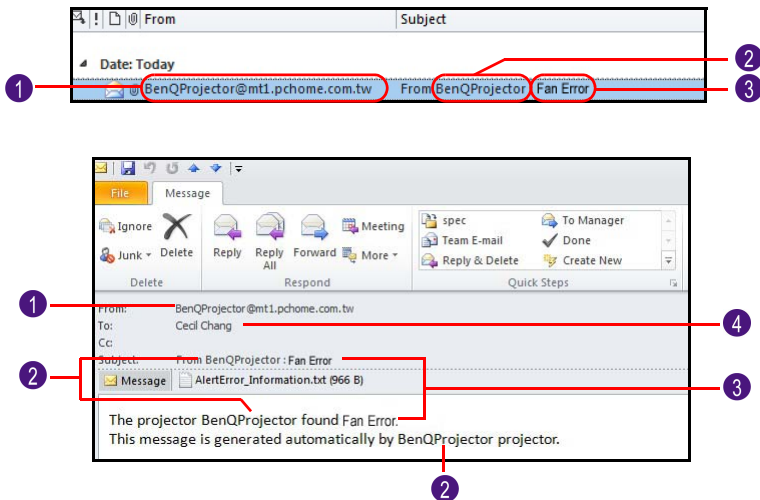 ! From Subject
Date: Today
1 BenQProjector@mt1.pchome.com.tw From BenQProjector Fan Error 2 3
File Message
Ignore
Junk Delete Reply Reply All Forward Meeting More
spec To Manager
Team E-mail Done
Reply & Delete Create New
Delete Respond Quick Steps
1 From: BenQProjector@mt1.pchome.com.tw
To: Cecil Chang 4
Cc:
Subject: From BenQProjector : Fan Error
2 Message AlertError_Information.txt (966 B) 3
The projector BenQProjector found Fan Error.
This message is generated automatically by BenQProjector projector.
2